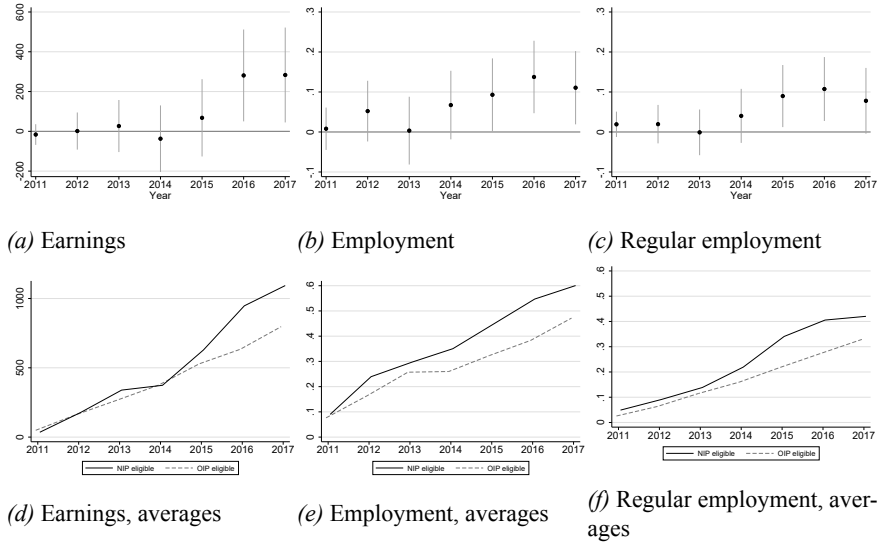 600
400
200
0
-200
2011 2012 2013 2014 2015 2016 2017
Year
.3
.2
.1
0
-.1
2011 2012 2013 2014 2015 2016 2017
Year
.3
.2
.1
0
-.1
2011 2012 2013 2014 2015 2016 2017
Year
(a) Earnings
(b) Employment
(c) Regular employment
1000
500
0
2011 2012 2013 2014 2015 2016 2017
NIP eligible OIP eligible
.6
.5
.4
.3
.2
.1
0
2011 2012 2013 2014 2015 2016 2017
NIP eligible OIP eligible
.6
.5
.4
.3
.2
.1
0
2011 2012 2013 2014 2015 2016 2017
NIP eligible OIP eligible
(d) Earnings, averages
(e) Employment, averages
(f) Regular employment, aver-
ages